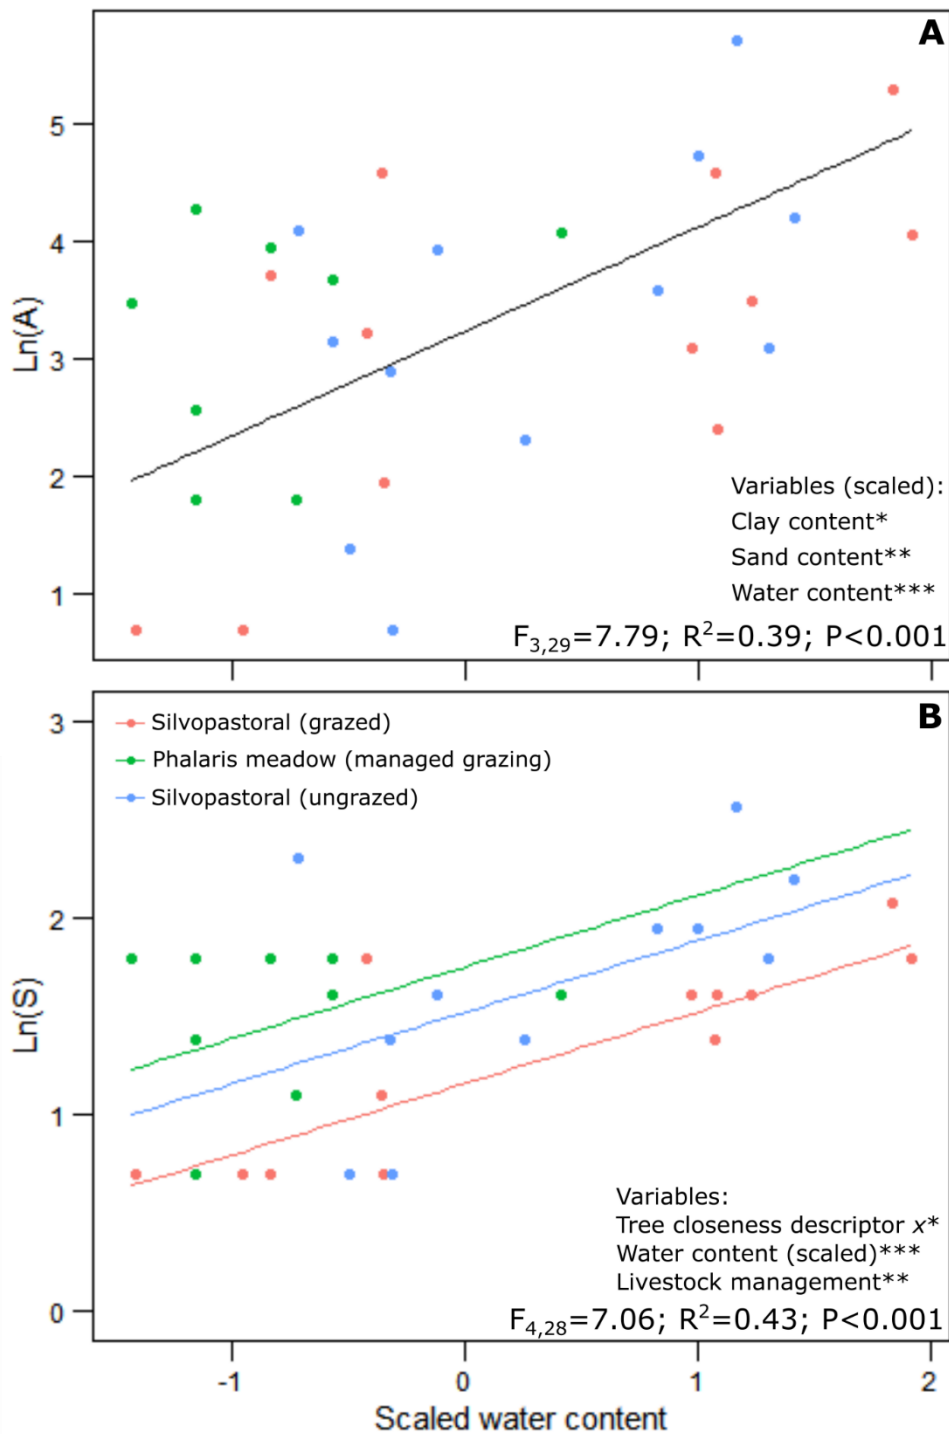 A
5
4
3
2
1
Ln(A)
Variables (scaled):
Clay content*
Sand content**
Water content***
F3,29=7.79; R2=0.39; P<0.001
B
Silvopastoral (grazed)
Phalaris meadow (managed grazing)
Silvopastoral (ungrazed)
3
2
1
0
Ln(S)
Variables:
Tree closeness descriptor x*
Water content (scaled)***
Livestock management**
F4,28=7.06; R2=0.43; P<0.001
-1 0 1 2
Scaled water content